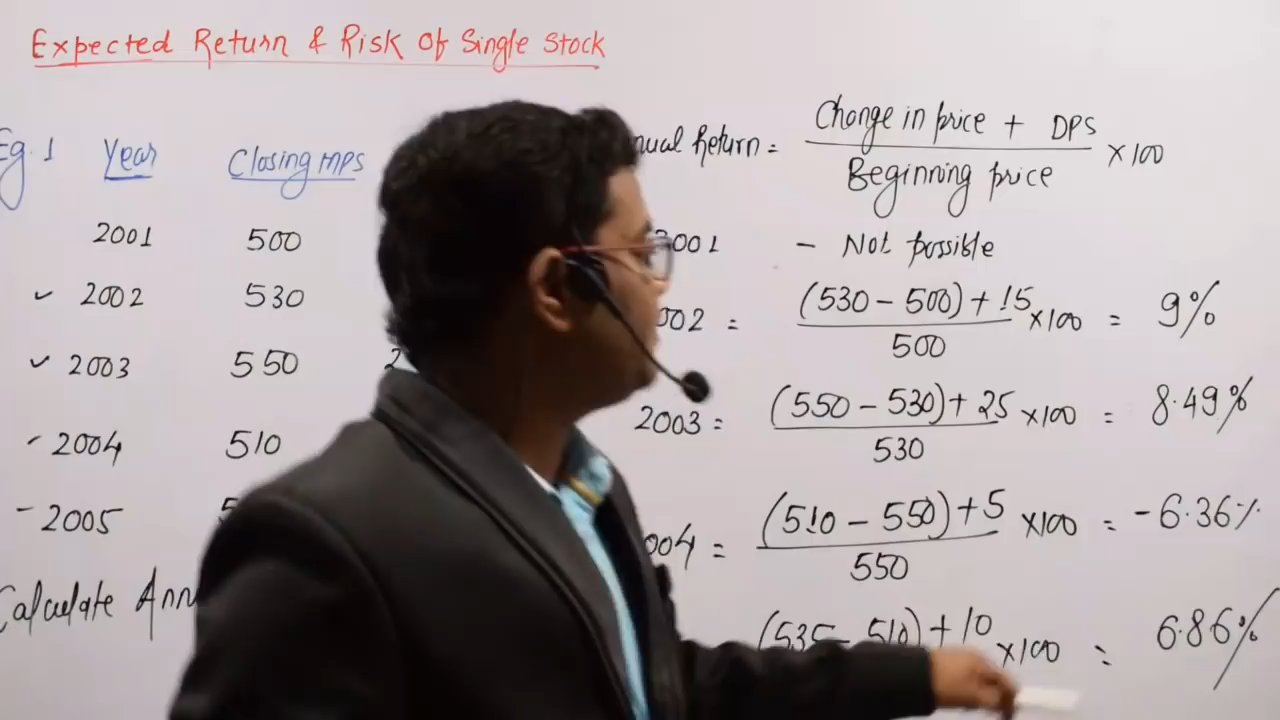 Expected Return & Risk Of Single Stock
Eg. 1 Year Closing MPS
2001 500
2002 530
2003 550 2
2004 510
2005 5
Calculate Ann
nual Return = Change in price + DPS / Beginning price × 100
2001 - Not possible
002 = (530 - 500) + 15 / 500 × 100 = 9%
2003 = (550 - 530) + 25 / 530 × 100 = 8.49%
004 = (510 - 550) + 5 / 550 × 100 = -6.36%
(535 - 510) + 10 × 100 = 6.86%